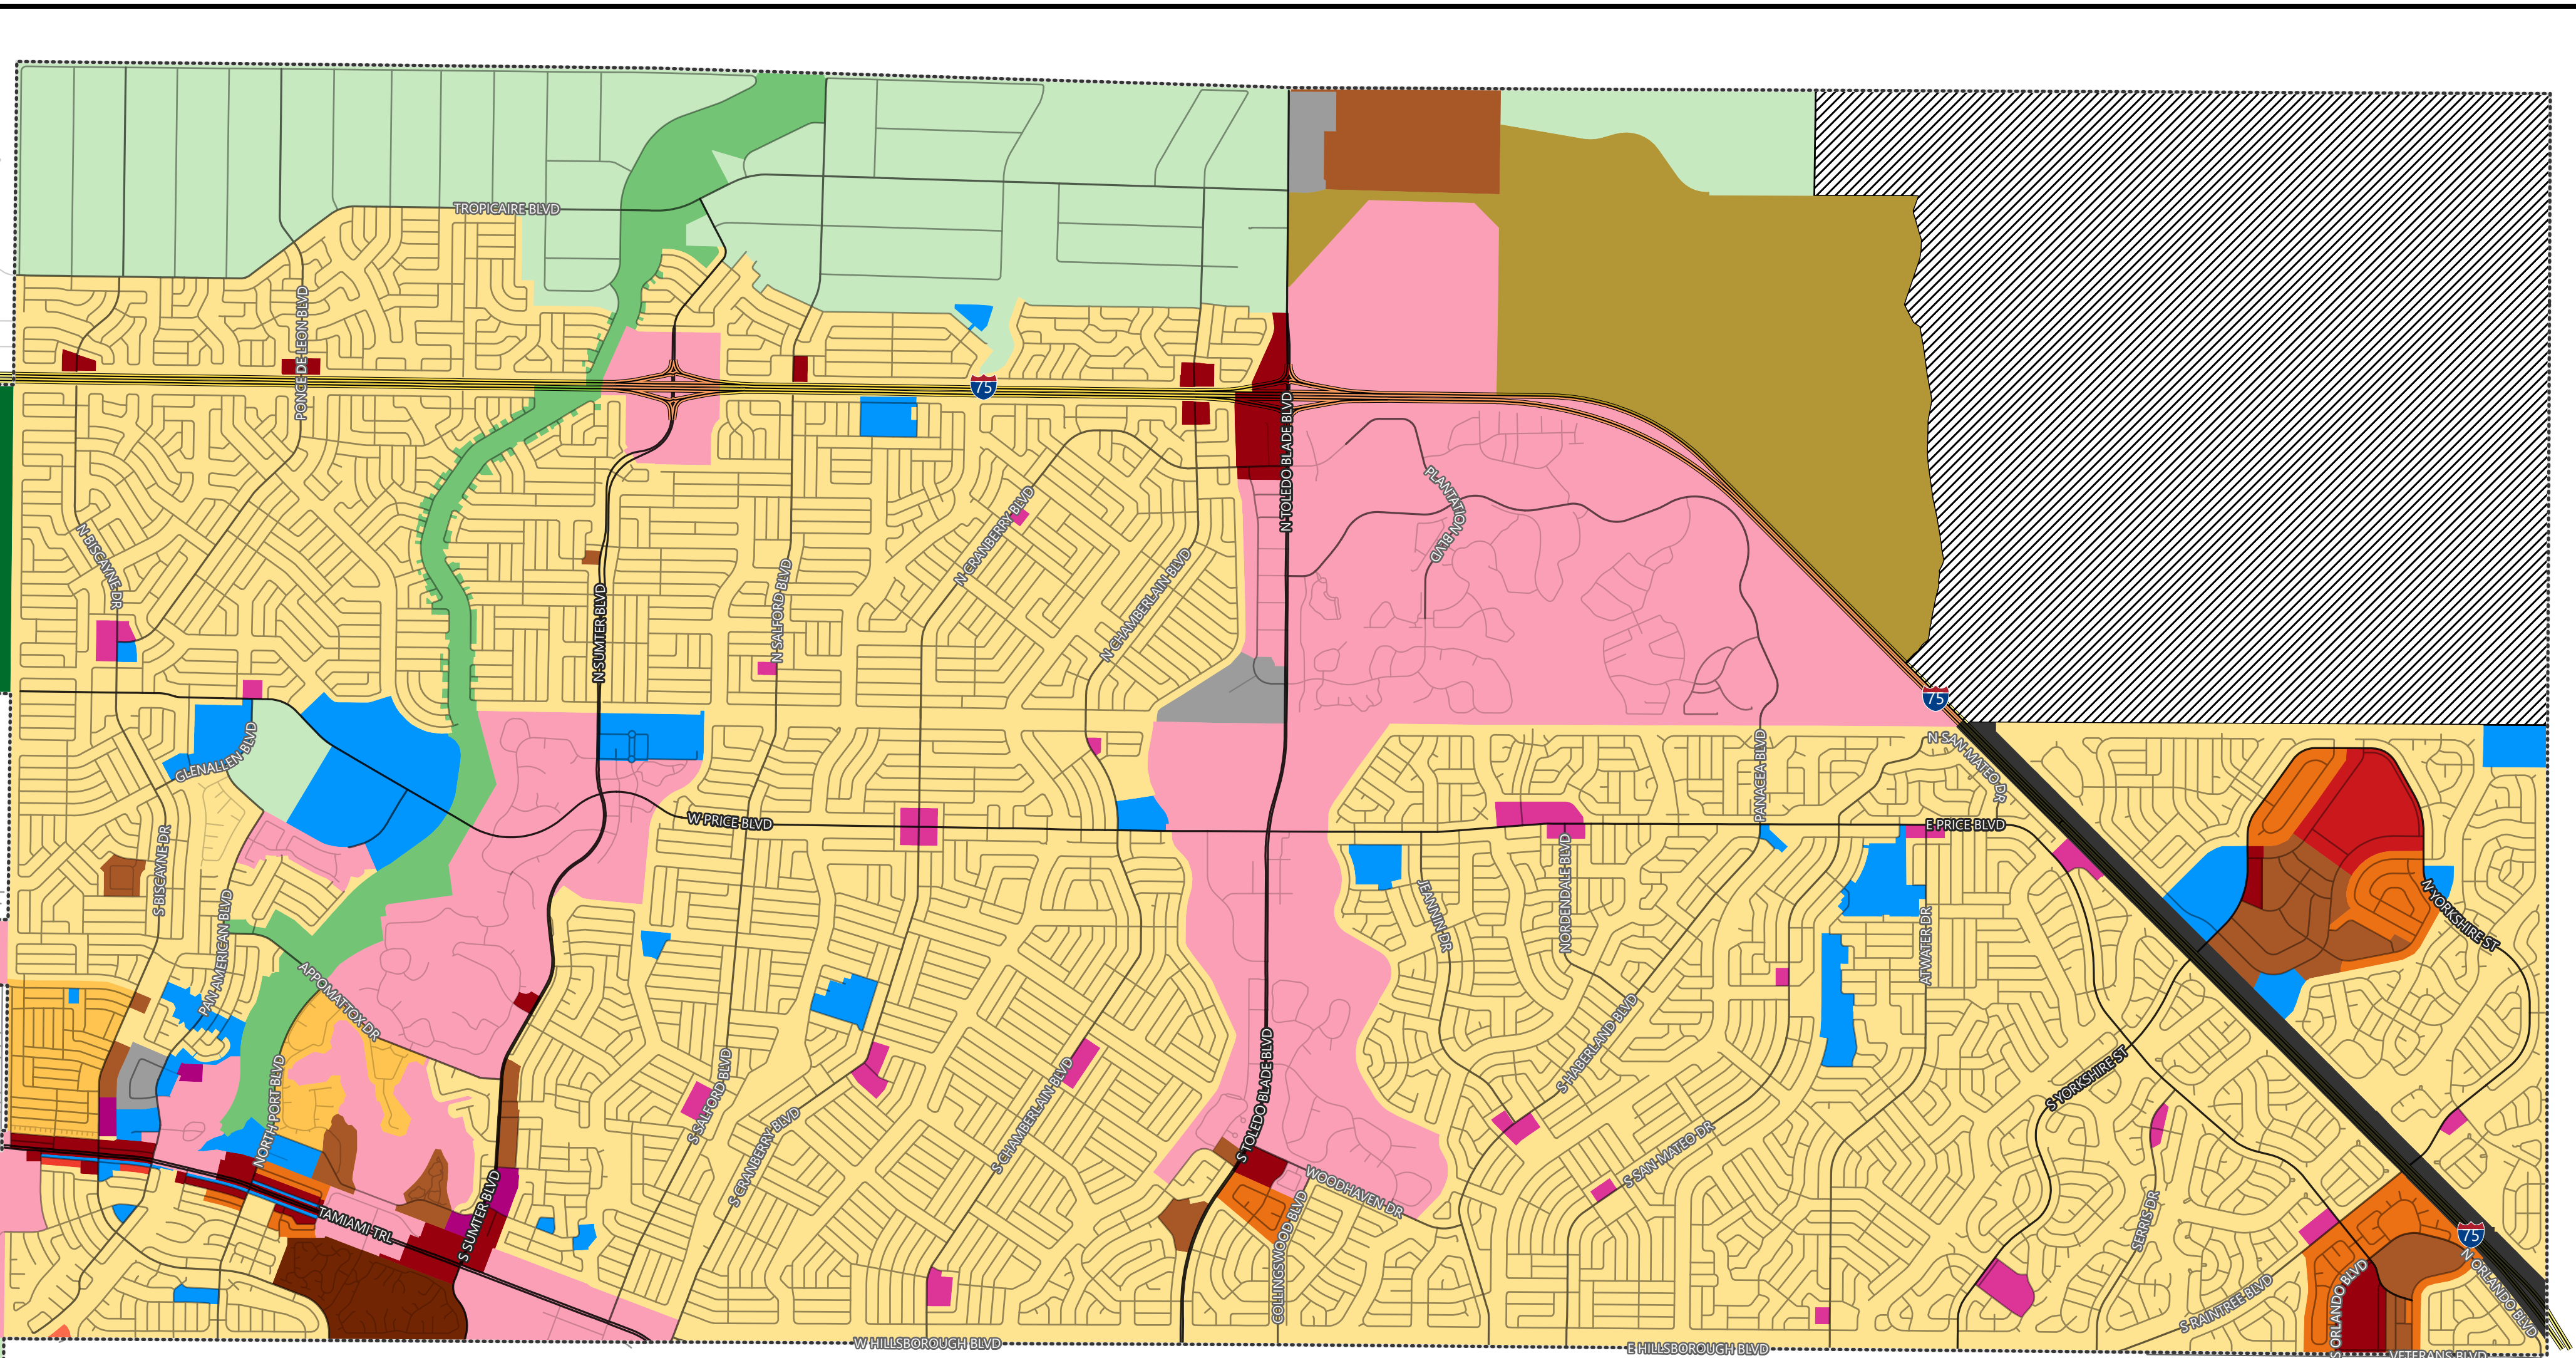 TROPICAIRE BLVD
PONCE DE LEON BLVD
75
N TOLEDO BLADE BLVD
PLANTATION BLVD
N BISCAYNE DR
N CRANBERRY BLVD
N SUMTER BLVD
N SALFORD BLVD
N CHAMBERLAIN BLVD
75
GLENALLEN BLVD
PANACEA BLVD
N SAN MATEO DR
W PRICE BLVD
E PRICE BLVD
S BISCAYNE DR
NORDENDALE BLVD
JEANNIN DR
ATWATER DR
N YORKSHIRE ST
PAN AMERICAN BLVD
APPOMATTOX DR
S HABERLAND BLVD
S YORKSHIRE ST
NORTH PORT BLVD
S SALFORD BLVD
S CRANBERRY BLVD
S CHAMBERLAIN BLVD
S TOLEDO BLADE BLVD
S SAN MATEO DR
WOODHAVEN DR
COLLINGSWOOD BLVD
SERRIS DR
TAMIAMI TRL
S SUMTER BLVD
75
N ORLANDO BLVD
S RAINTREE BLVD
S ORLANDO BLVD
W HILLSBOROUGH BLVD
E HILLSBOROUGH BLVD
VETERANS BLVD